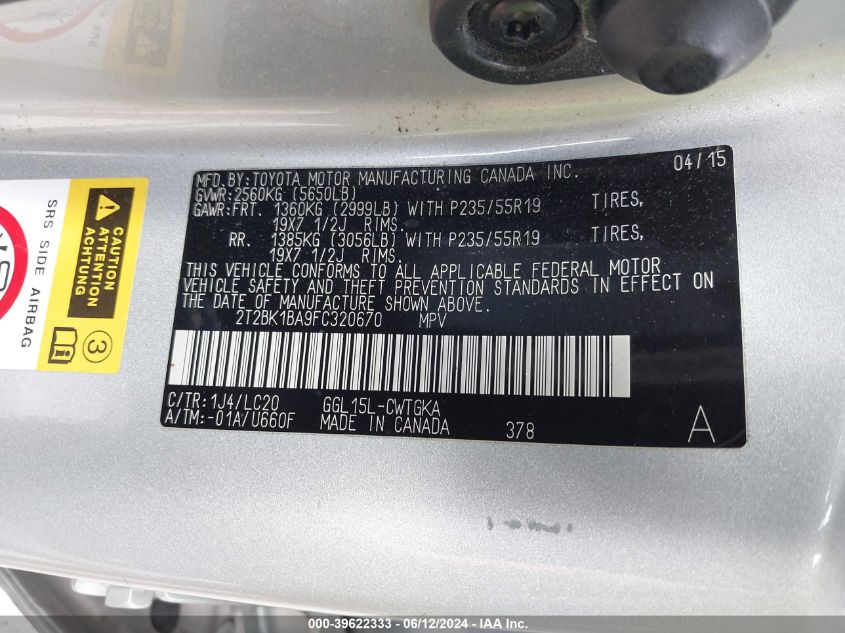 MFD. BY: TOYOTA MOTOR MANUFACTURING CANADA INC. 04/15
GVWR: 2560KG (5650LB)
GAWR: FRT. 1360KG (2999LB) WITH P235/55R19 TIRES,
19X7 1/2J RIMS.
RR. 1385KG (3056LB) WITH P235/55R19 TIRES,
19X7 1/2J RIMS.
THIS VEHICLE CONFORMS TO ALL APPLICABLE FEDERAL MOTOR
VEHICLE SAFETY AND THEFT PREVENTION STANDARDS IN EFFECT ON
THE DATE OF MANUFACTURE SHOWN ABOVE.
2T2BK1BA9FC320670 MPV
C/TR: 1J4/LC20 GGL15L-CWTGKA
A/TM:-01A/U660F MADE IN CANADA 378 A
SRS SIDE AIRBAG
CAUTION
ATTENTION
ACHTUNG
3
IAA - 39622333 - 06/12/2024 - IAA Inc.